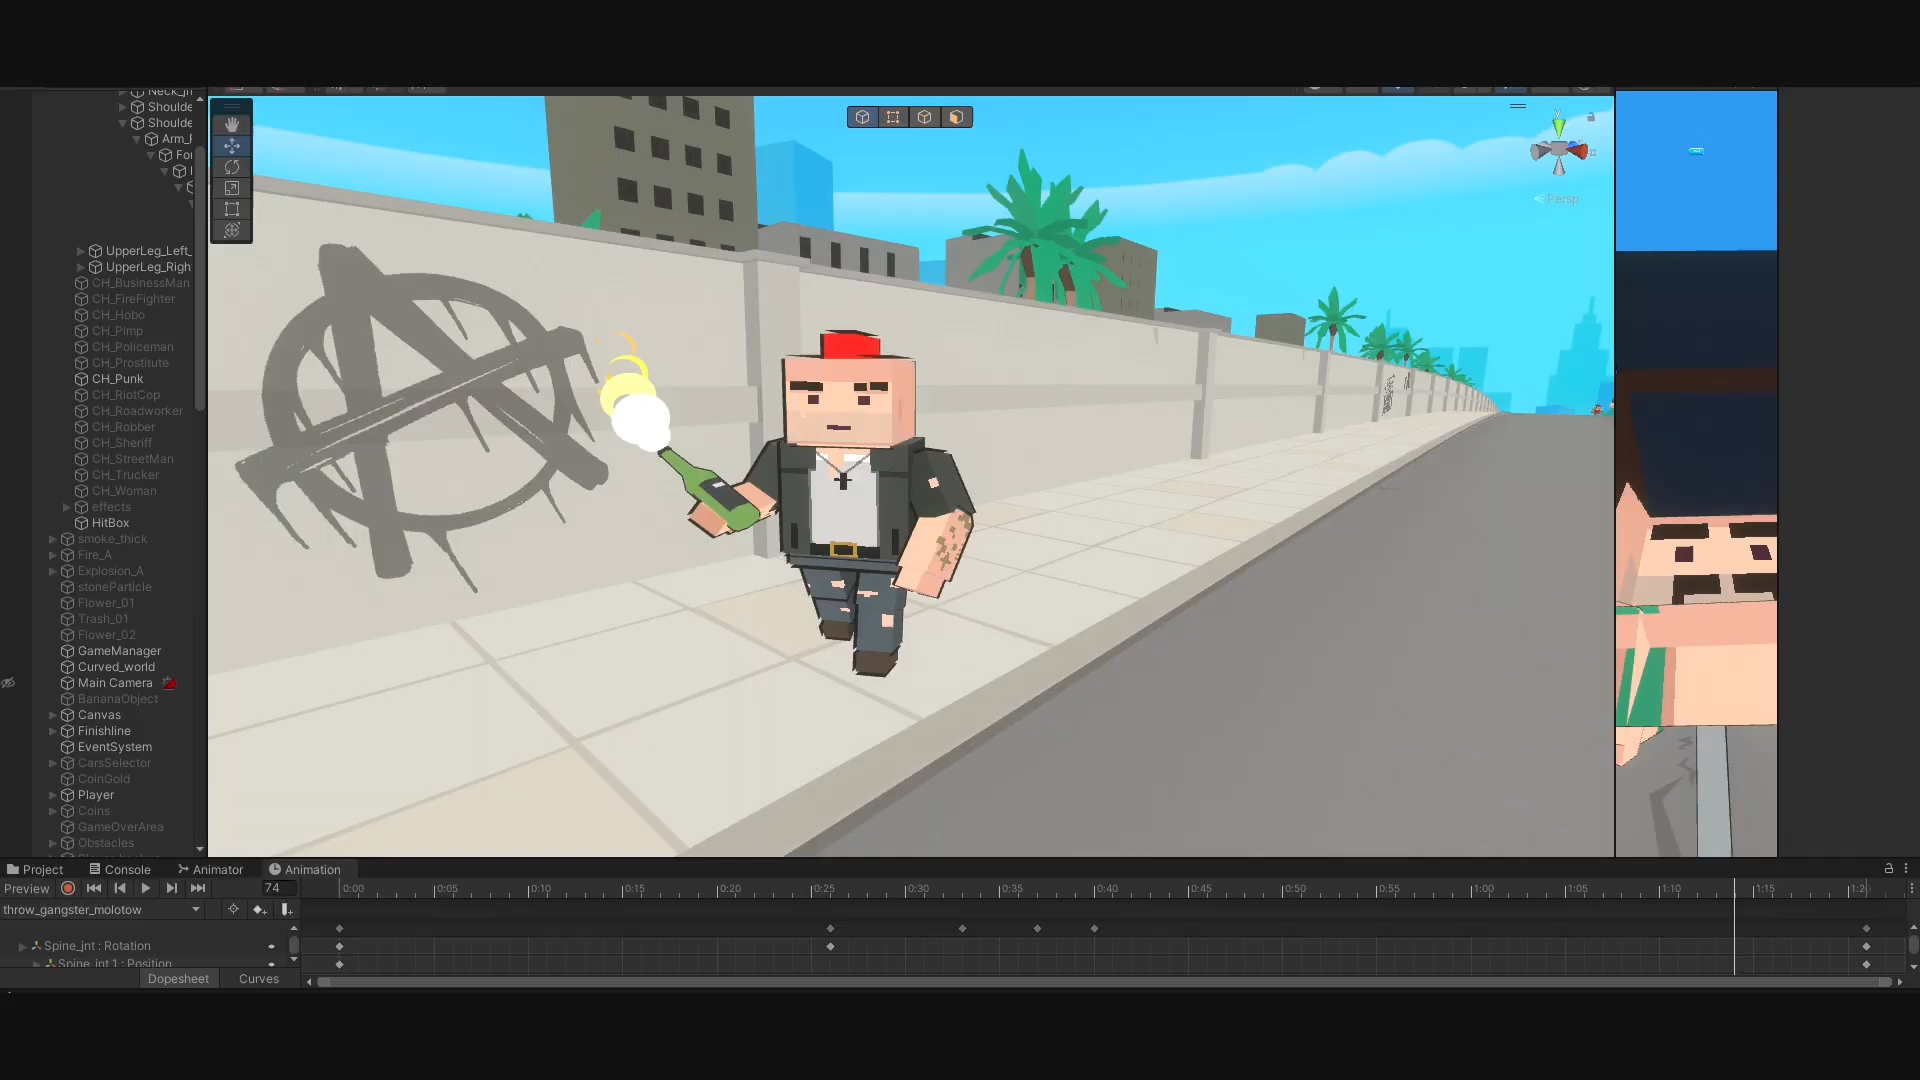 Neck_jnt
Shoulde
Shoulde
Arm_R
For
UpperLeg_Left_
UpperLeg_Righ
CH_BusinessMan
CH_FireFighter
CH_Hobo
CH_Pimp
CH_Policeman
CH_Prostitute
CH_Punk
CH_RiotCop
CH_Roadworker
CH_Robber
CH_Sheriff
CH_StreetMan
CH_Trucker
CH_Woman
effects
HitBox
smoke_thick
Fire_A
Explosion_A
stoneParticle
Flower_01
Trash_01
Flower_02
GameManager
Curved_world
Main Camera
BananaObject
Canvas
Finishline
EventSystem
CarsSelector
CoinGold
Player
Coins
GameOverArea
Obstacles
Persp
Project Console Animator Animation
Preview 74 0:00 0:05 0:10 0:15 0:20 0:25 0:30 0:35 0:40 0:45 0:50 0:55 1:00 1:05 1:10 1:15 1:20
throw_gangster_molotow
Spine_jnt : Rotation
Spine_jnt 1 : Position
Dopesheet Curves